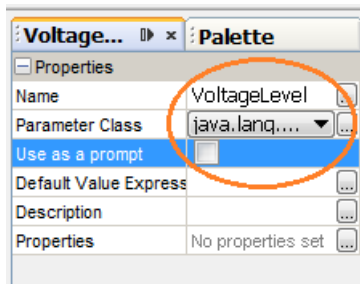 Voltage... Palette
Properties
Name VoltageLevel ...
Parameter Class java.lang.... ...
Use as a prompt
Default Value Express ...
Description ...
Properties No properties set ...